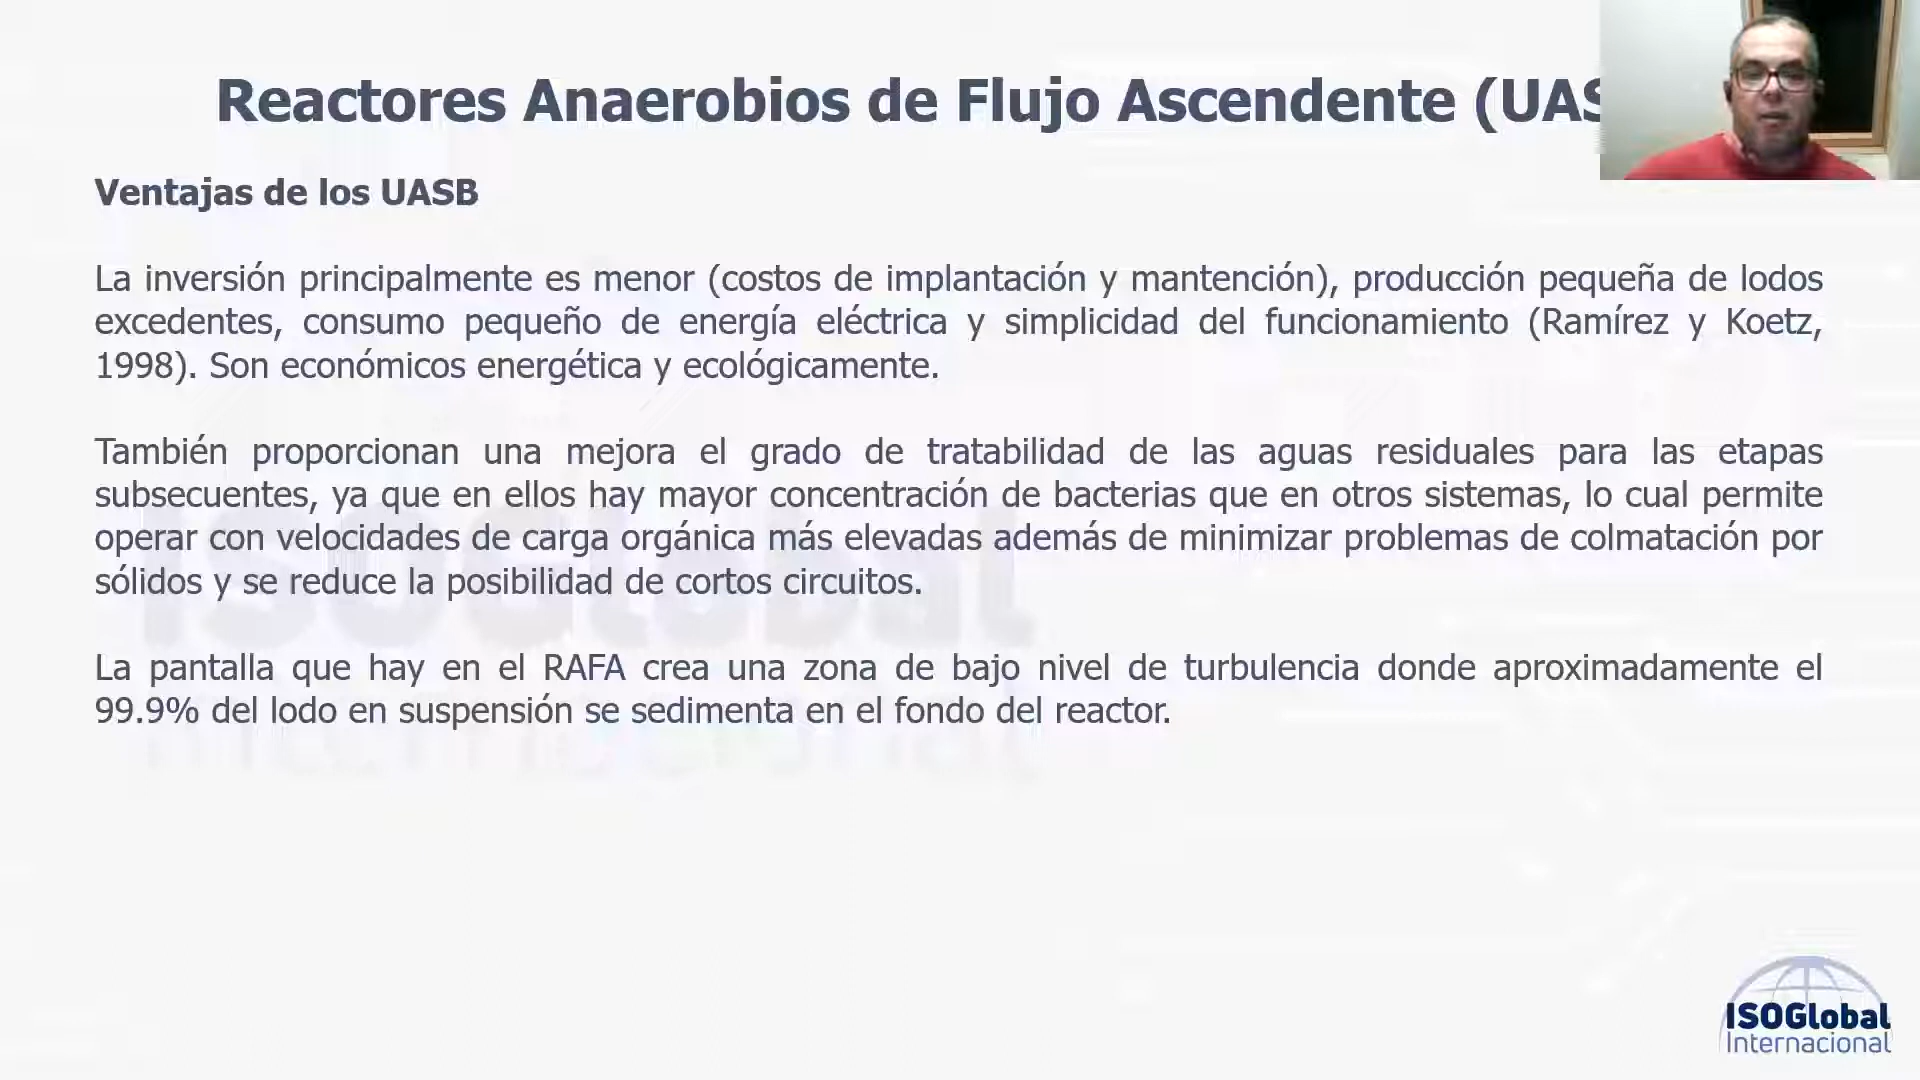 Reactores Anaerobios de Flujo Ascendente (UAS
Ventajas de los UASB
La inversión principalmente es menor (costos de implantación y mantención), producción pequeña de lodos
excedentes, consumo pequeño de energía eléctrica y simplicidad del funcionamiento (Ramírez y Koetz,
1998). Son económicos energética y ecológicamente.
También proporcionan una mejora el grado de tratabilidad de las aguas residuales para las etapas
subsecuentes, ya que en ellos hay mayor concentración de bacterias que en otros sistemas, lo cual permite
operar con velocidades de carga orgánica más elevadas además de minimizar problemas de colmatación por
sólidos y se reduce la posibilidad de cortos circuitos.
La pantalla que hay en el RAFA crea una zona de bajo nivel de turbulencia donde aproximadamente el
99.9% del lodo en suspensión se sedimenta en el fondo del reactor.
ISOGlobal
Internacional
ISOGlobal
Internacional